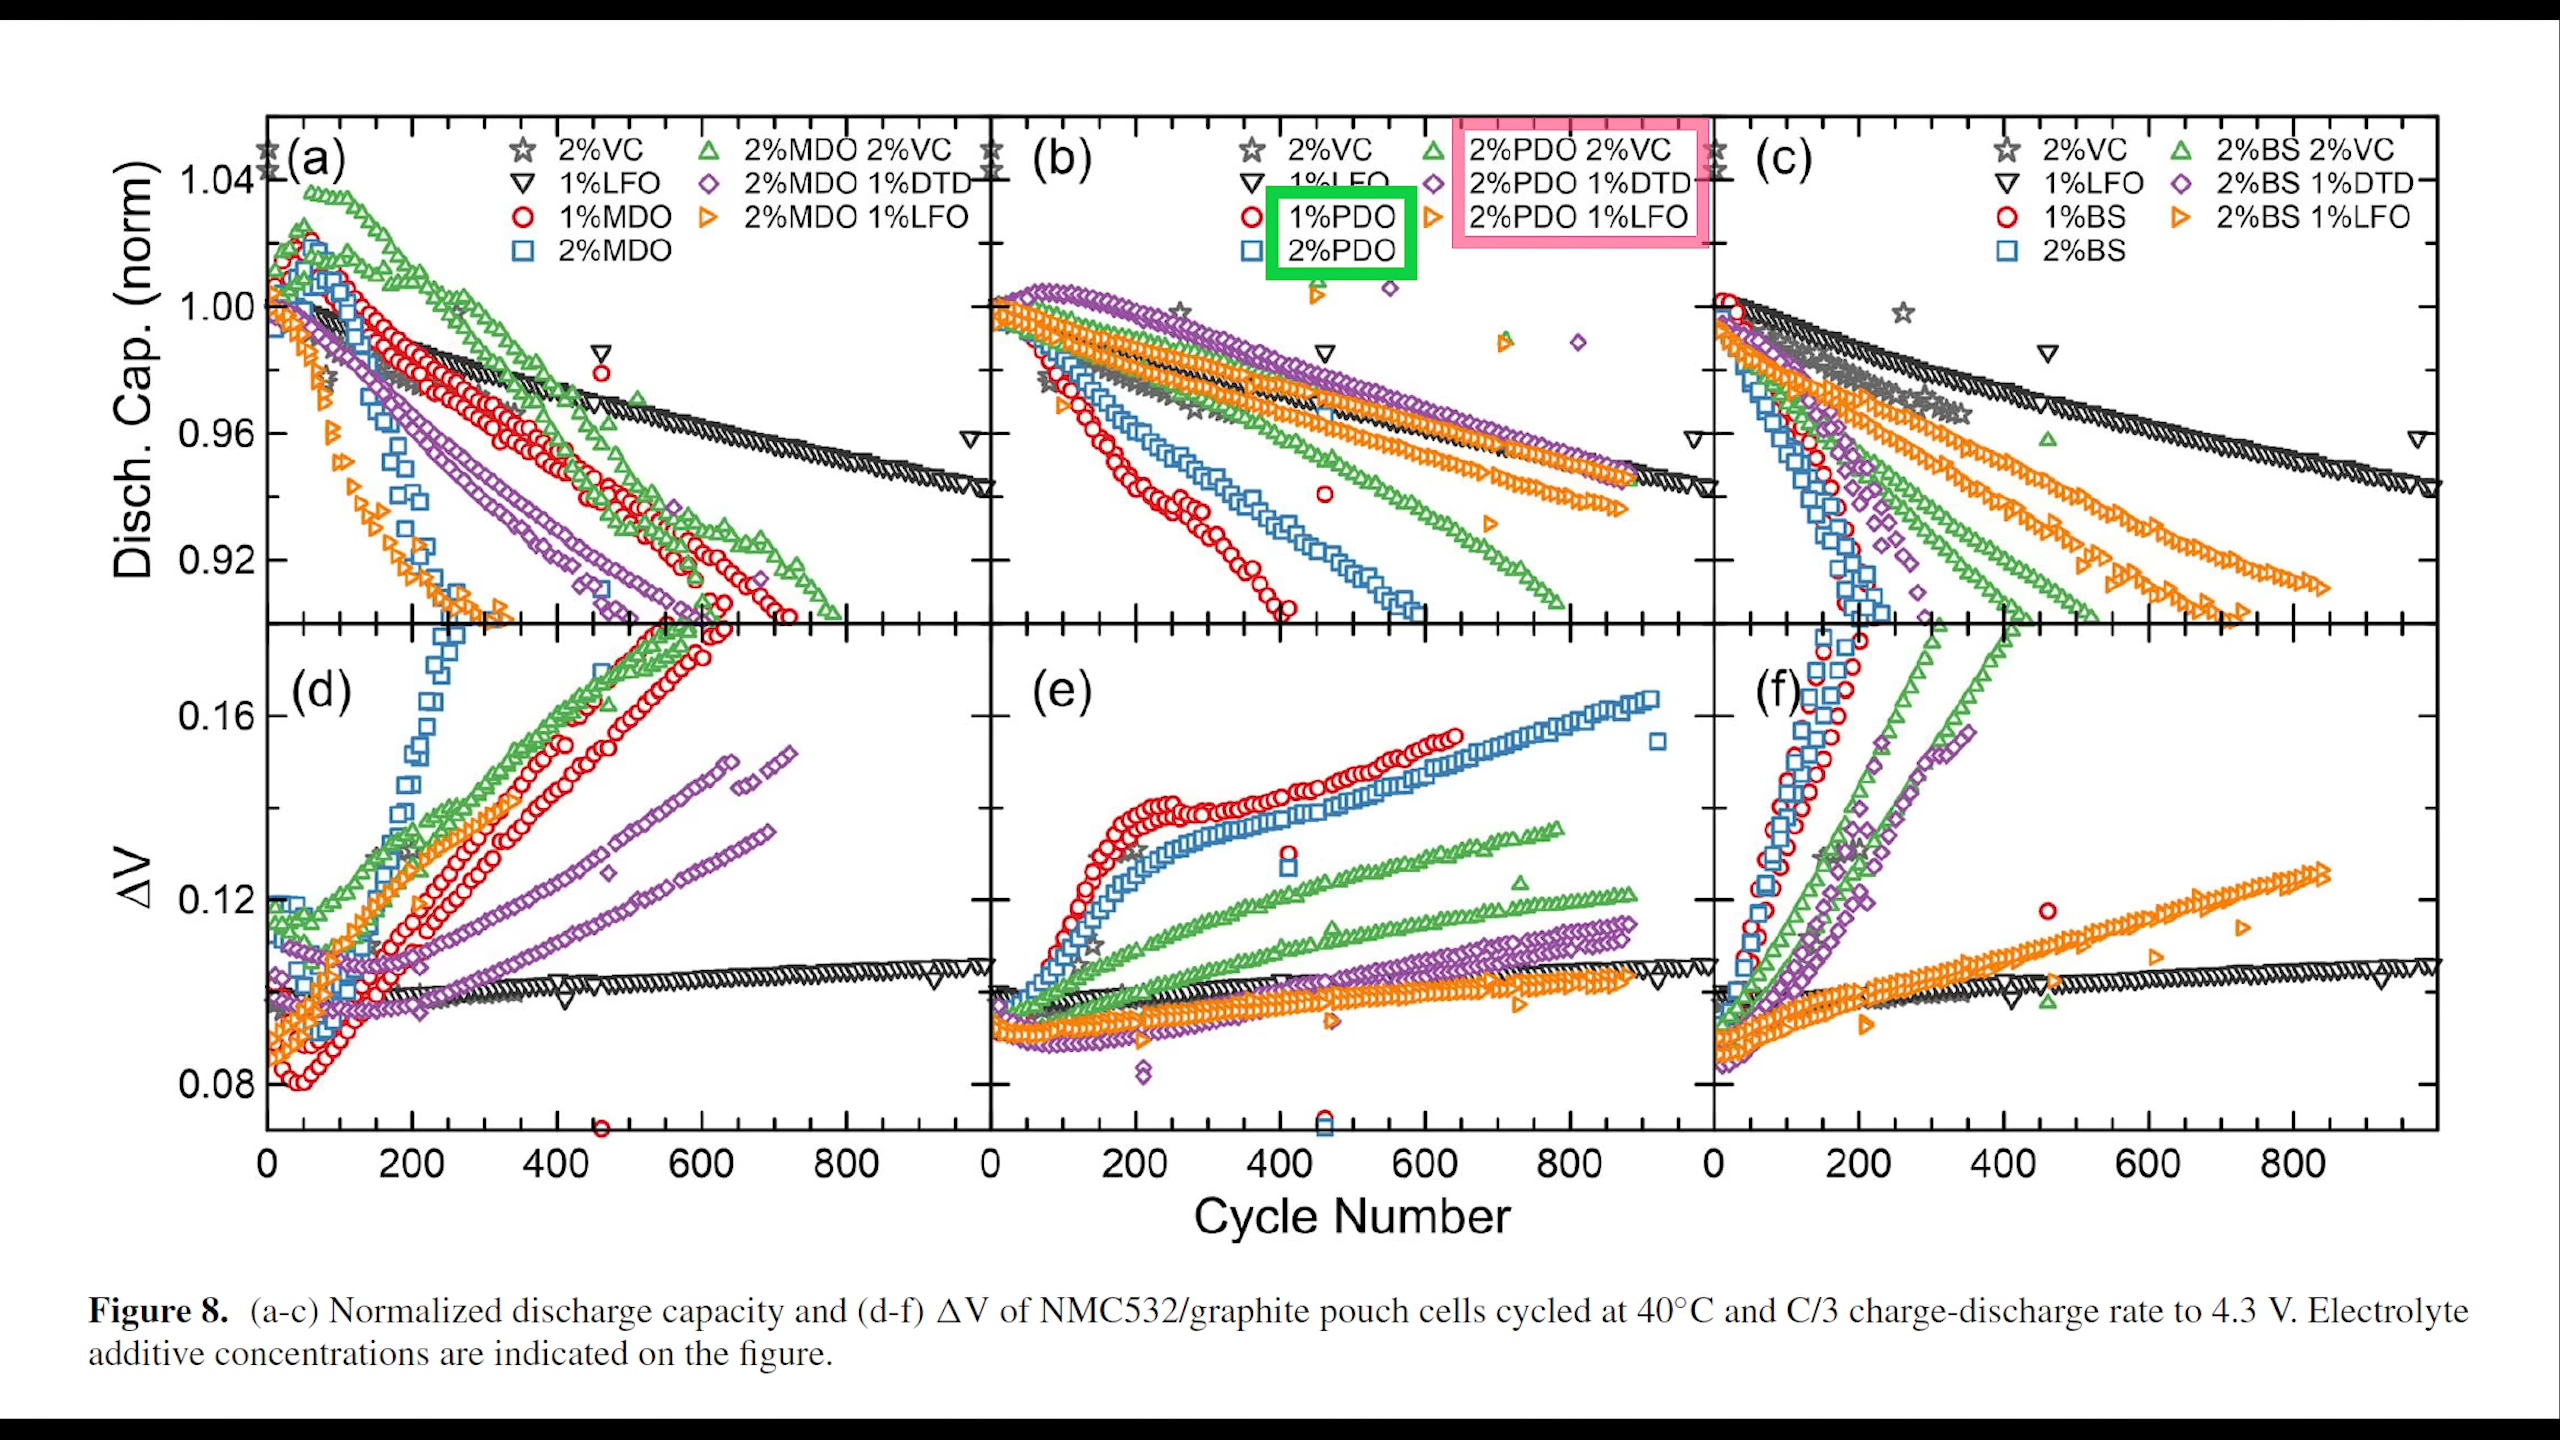 (a)
2%VC
1%LFO
1%MDO
2%MDO
2%MDO 2%VC
2%MDO 1%DTD
2%MDO 1%LFO
(b)
2%VC
1%LFO
1%PDO
2%PDO
2%PDO 2%VC
2%PDO 1%DTD
2%PDO 1%LFO
(c)
2%VC
1%LFO
1%BS
2%BS
2%BS 2%VC
2%BS 1%DTD
2%BS 1%LFO
Disch. Cap. (norm)
1.04
1.00
0.96
0.92
(d)
(e)
(f)
ΔV
0.16
0.12
0.08
0 200 400 600 800 0 200 400 600 800 0 200 400 600 800
Cycle Number
Figure 8. (a-c) Normalized discharge capacity and (d-f) ΔV of NMC532/graphite pouch cells cycled at 40°C and C/3 charge-discharge rate to 4.3 V. Electrolyte
additive concentrations are indicated on the figure.